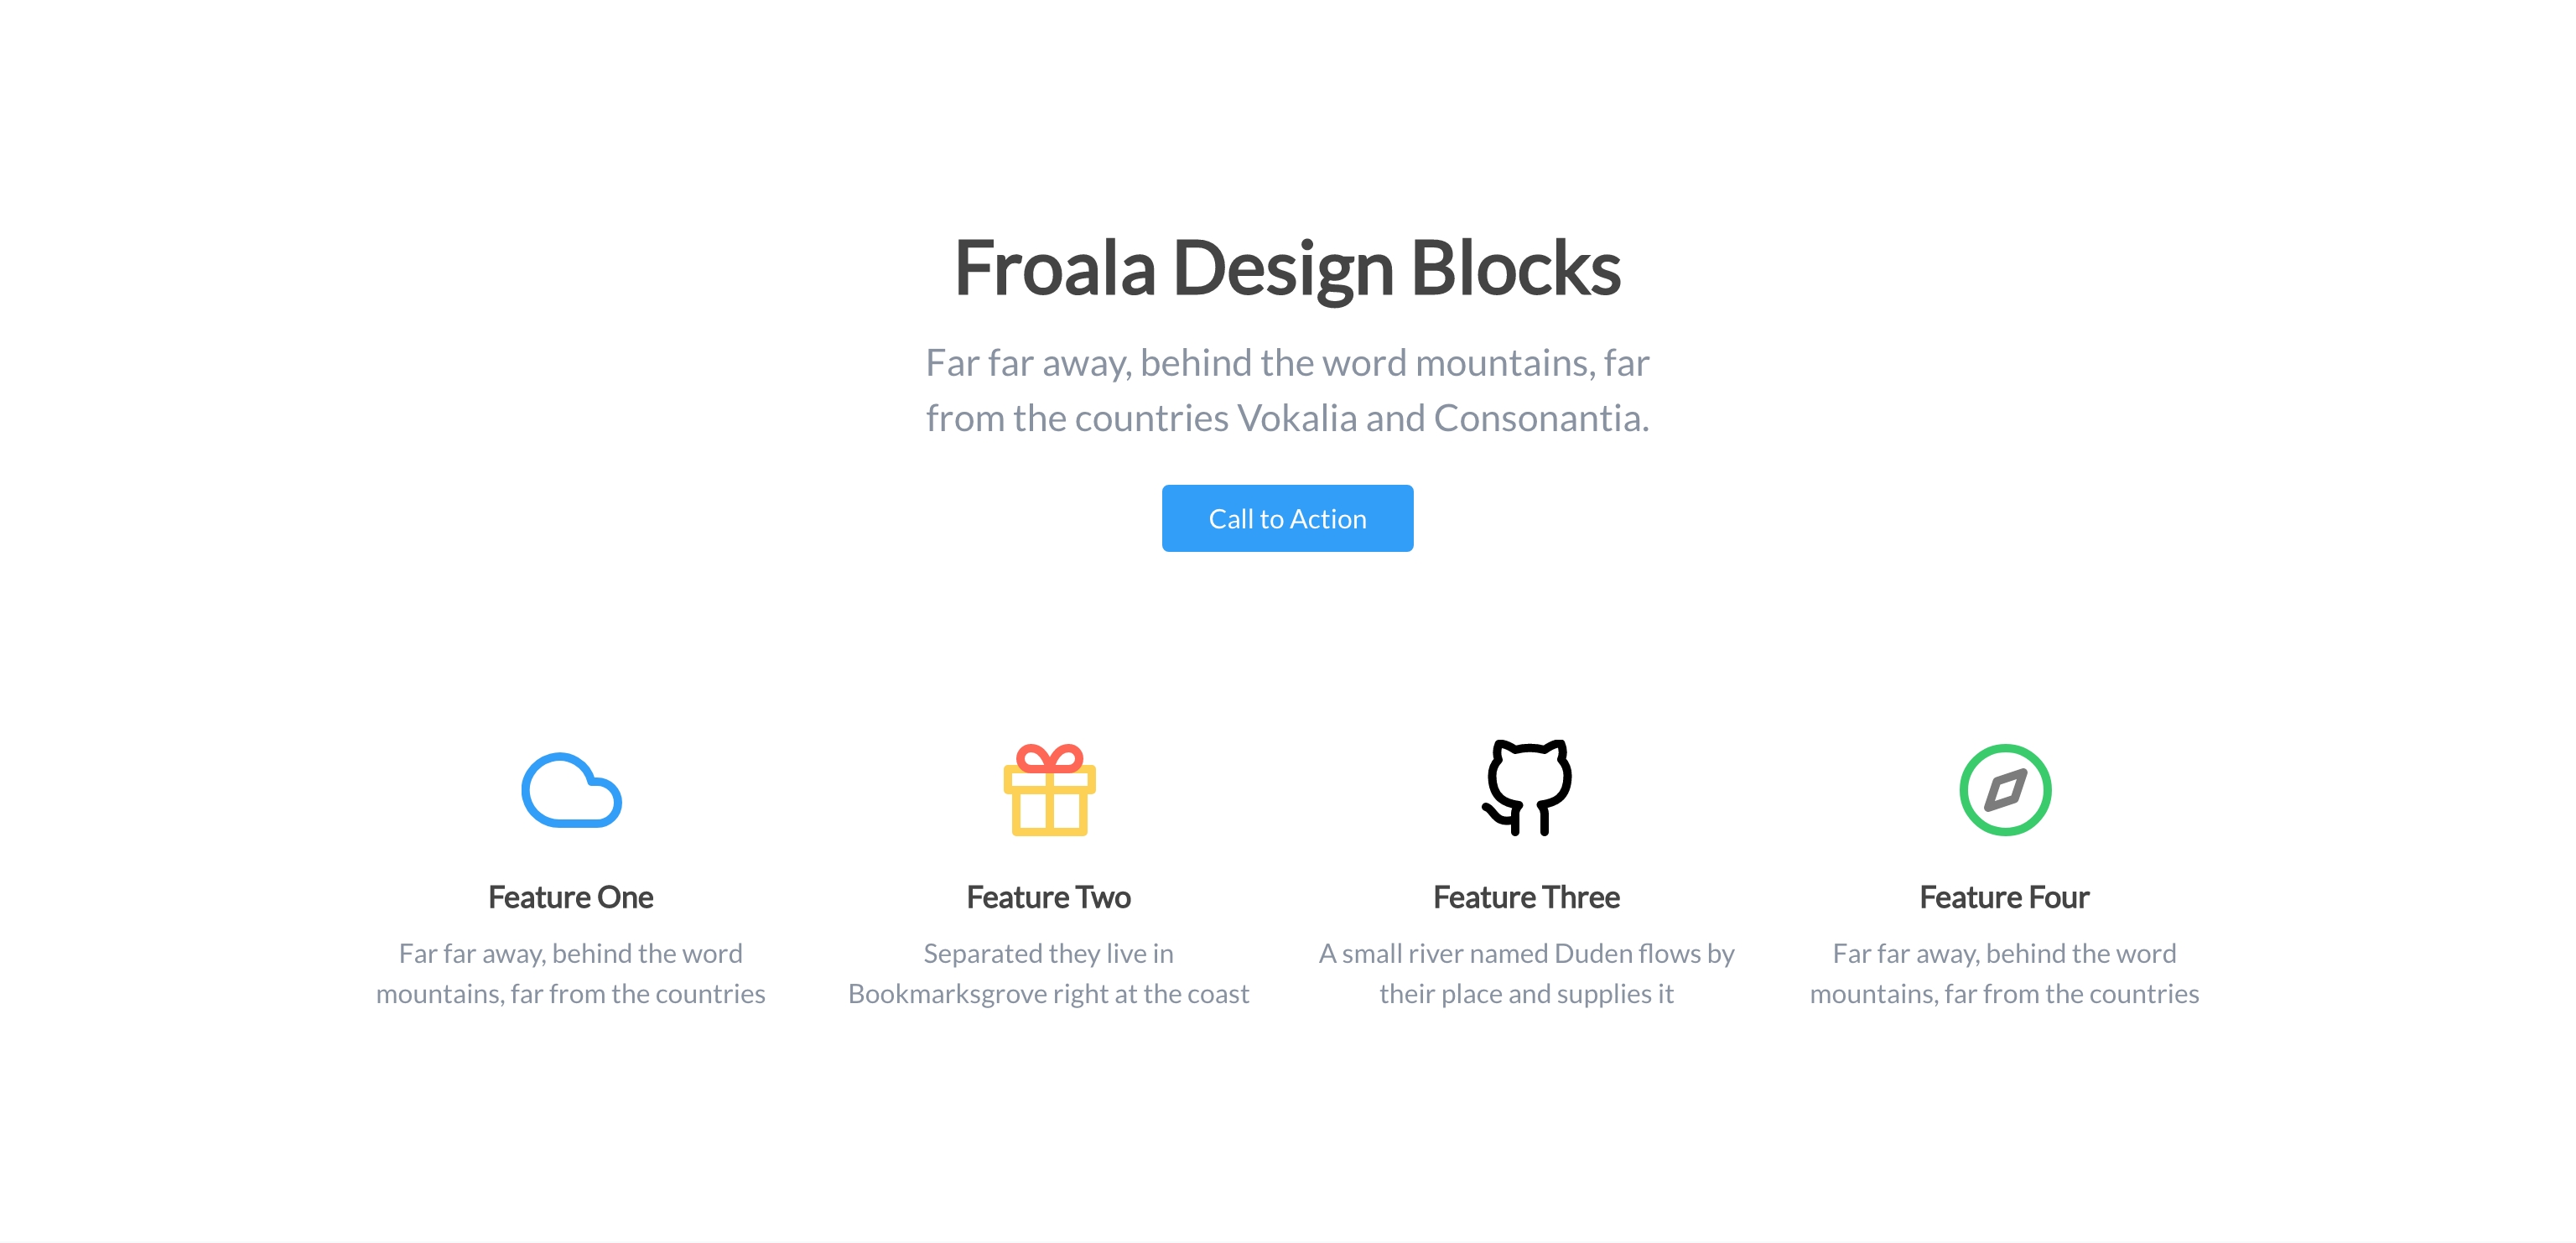 Froala Design Blocks
Far far away, behind the word mountains, far
from the countries Vokalia and Consonantia.
Call to Action
Feature One
Far far away, behind the word
mountains, far from the countries
Feature Two
Separated they live in
Bookmarksgrove right at the coast
Feature Three
A small river named Duden flows by
their place and supplies it
Feature Four
Far far away, behind the word
mountains, far from the countries